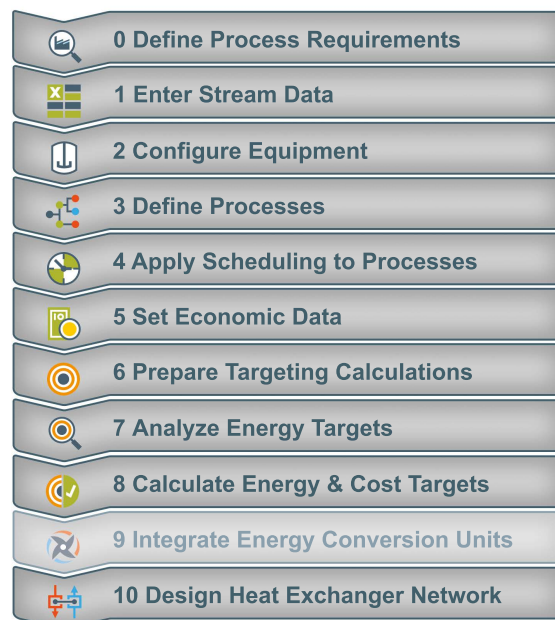 0 Define Process Requirements
1 Enter Stream Data
2 Configure Equipment
3 Define Processes
4 Apply Scheduling to Processes
5 Set Economic Data
6 Prepare Targeting Calculations
7 Analyze Energy Targets
8 Calculate Energy & Cost Targets
9 Integrate Energy Conversion Units
10 Design Heat Exchanger Network